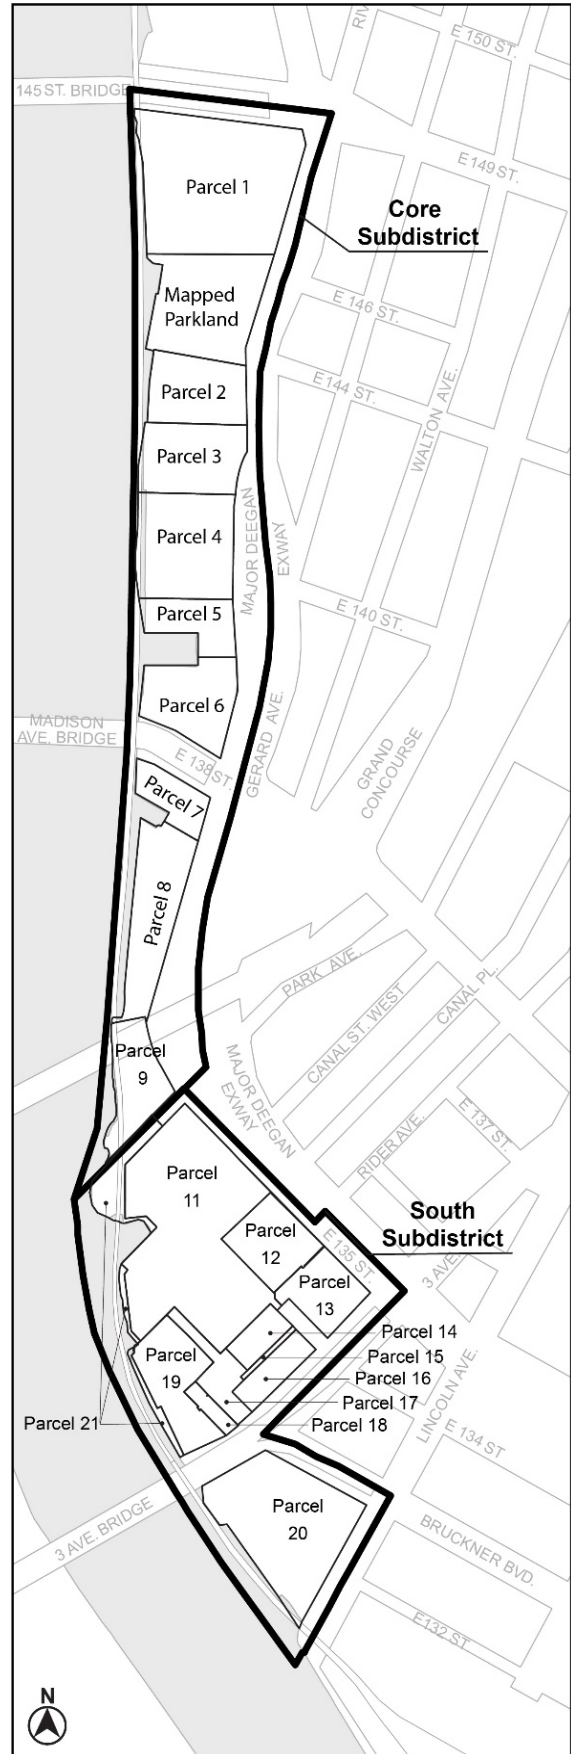 RIV
E 150 ST.
145 ST. BRIDGE
E 149 ST.
Parcel 1
Core
Subdistrict
Mapped
Parkland
E 146 ST.
E 144 ST.
Parcel 2
WALTON AVE.
Parcel 3
MAJOR DEEGAN
EXWAY
Parcel 4
Parcel 5
E 140 ST.
Parcel 6
MADISON
AVE. BRIDGE
E 138 ST.
GERARD AVE.
GRAND
CONCOURSE
Parcel 7
Parcel 8
PARK AVE.
CANAL ST. WEST
CANAL PL.
Parcel
9
MAJOR DEEGAN
EXWAY
RIDER AVE.
E 137 ST.
Parcel
11
South
Subdistrict
Parcel
12
E 135 ST.
3 AVE.
Parcel
13
Parcel 14
Parcel 15
Parcel 16
Parcel 17
Parcel 18
Parcel
19
LINCOLN AVE.
Parcel 21
E 134 ST
Parcel
20
3 AVE. BRIDGE
BRUCKNER BVD.
E 132 ST.
N